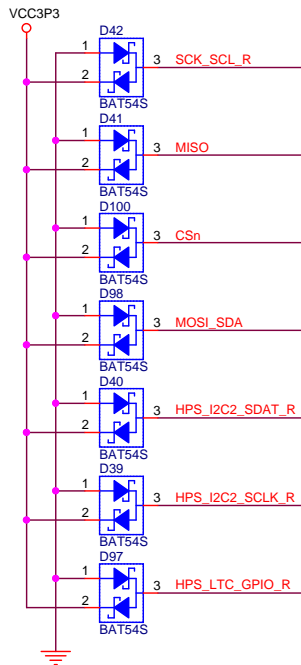 VCC3P3
D42
1
2
3
SCK_SCL_R
BAT54S
D41
1
2
3
MISO
BAT54S
D100
1
2
3
CSn
BAT54S
D98
1
2
3
MOSI_SDA
BAT54S
D40
1
2
3
HPS_I2C2_SDAT_R
BAT54S
D39
1
2
3
HPS_I2C2_SCLK_R
BAT54S
D97
1
2
3
HPS_LTC_GPIO_R
BAT54S